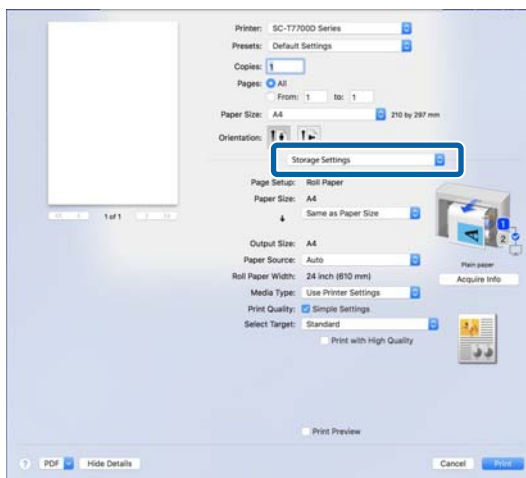 Printer: SC-T7700D Series
Presets: Default Settings
Copies: 1
Pages: All
From: 1 to: 1
Paper Size: A4 210 by 297 mm
Orientation:
Storage Settings
Page Setup: Roll Paper
Paper Size: A4
Same as Paper Size
Output Size: A4
Paper Source: Auto
Roll Paper Width: 24 inch (610 mm)
Media Type: Use Printer Settings
Print Quality: Simple Settings
Select Target: Standard
Print with High Quality
1 of 1
A
1
2
Plain paper
Acquire Info
Print Preview
? PDF Hide Details Cancel Print